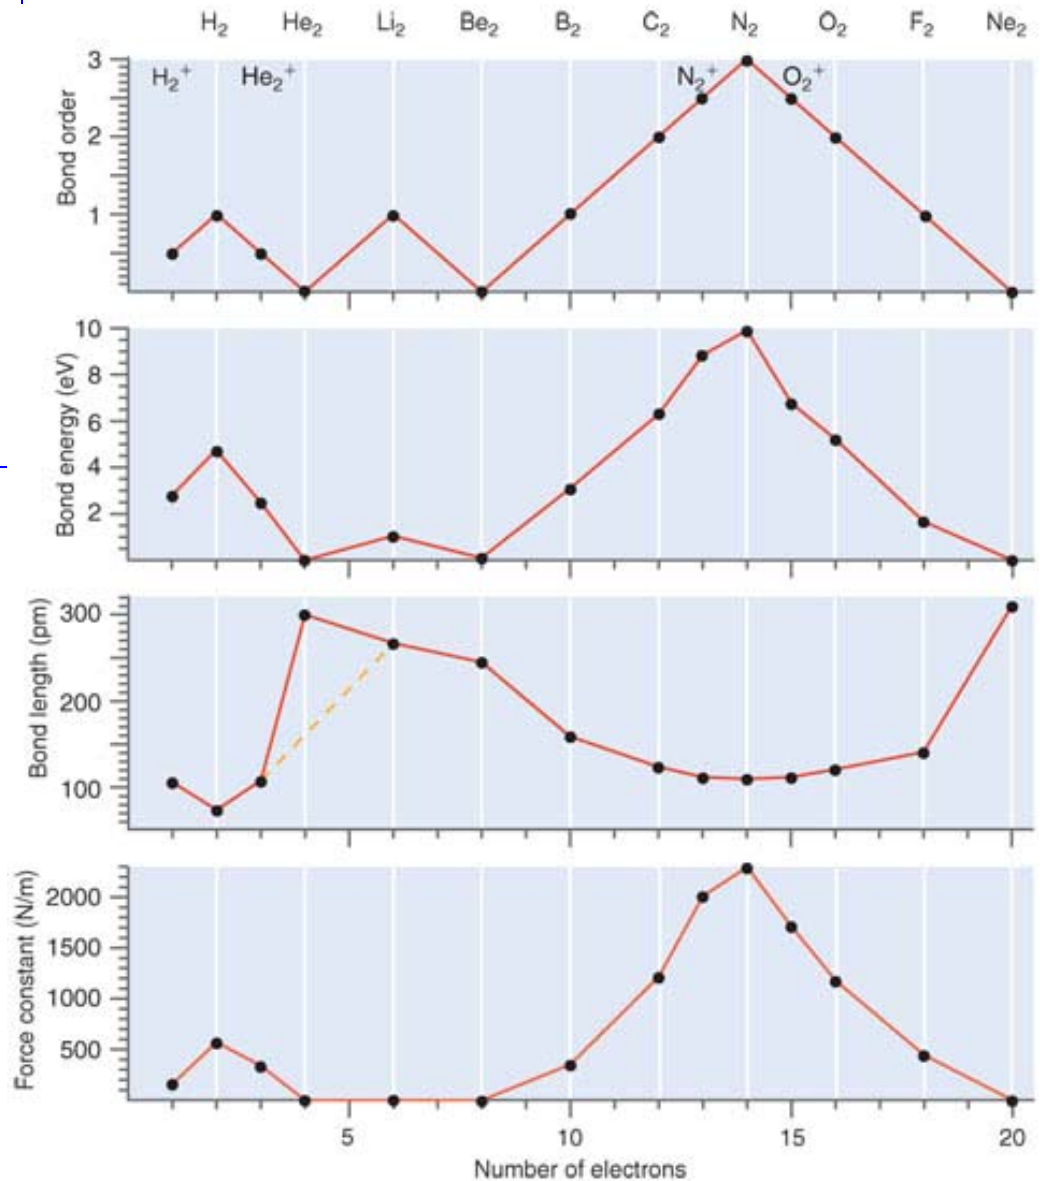 H₂ He₂ Li₂ Be₂ B₂ C₂ N₂ O₂ F₂ Ne₂
H₂⁺ He₂⁺ N₂⁺ O₂⁺
Bond order
3
2
1
Bond energy (eV)
10
8
6
4
2
Bond length (pm)
300
200
100
Force constant (N/m)
2000
1500
1000
500
5 10 15 20
Number of electrons